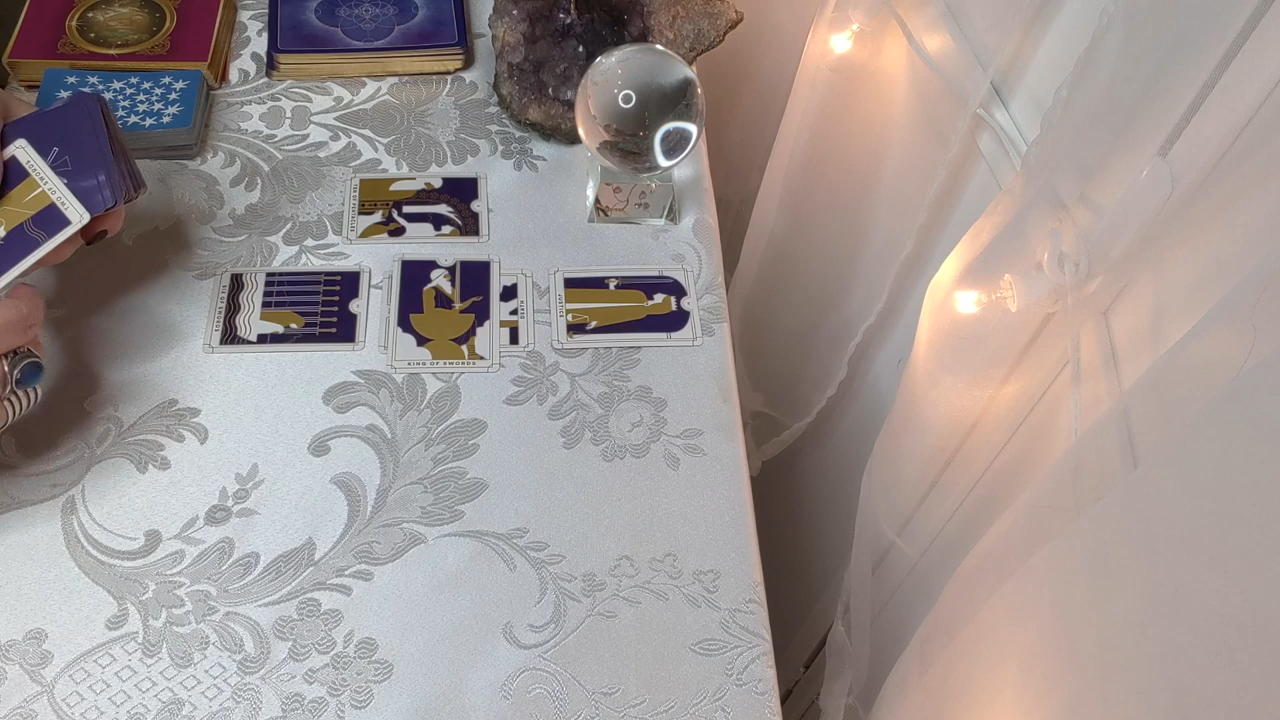 TWO OF SWORDS
TEN OF PENTACLES
SIX OF SWORDS
KING OF SWORDS
JUSTICE